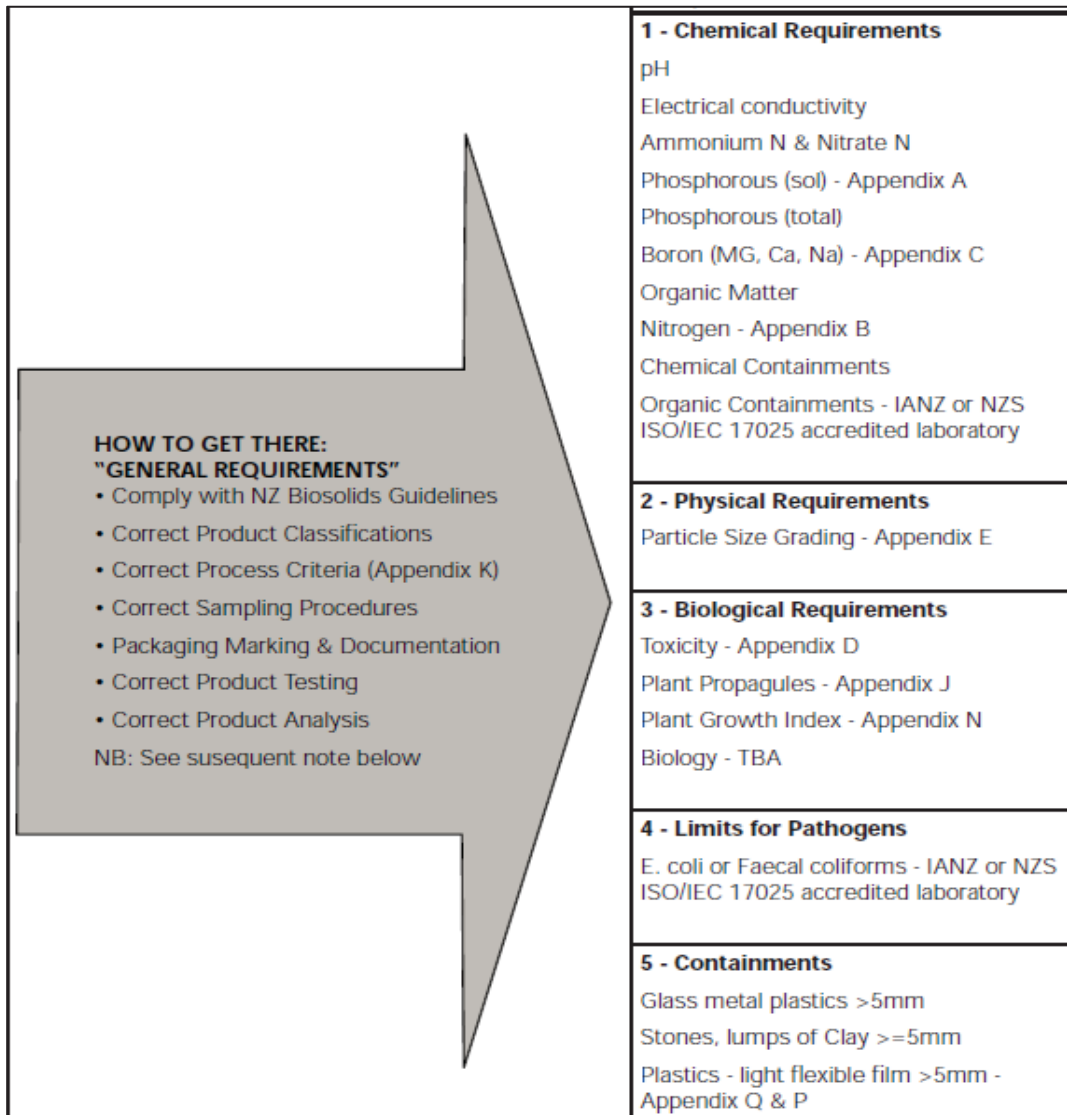 HOW TO GET THERE:
"GENERAL REQUIREMENTS"
• Comply with NZ Biosolids Guidelines
• Correct Product Classifications
• Correct Process Criteria (Appendix K)
• Correct Sampling Procedures
• Packaging Marking & Documentation
• Correct Product Testing
• Correct Product Analysis
NB: See susequent note below
1 - Chemical Requirements
pH
Electrical conductivity
Ammonium N & Nitrate N
Phosphorous (sol) - Appendix A
Phosphorous (total)
Boron (MG, Ca, Na) - Appendix C
Organic Matter
Nitrogen - Appendix B
Chemical Containments
Organic Containments - IANZ or NZS
ISO/IEC 17025 accredited laboratory
2 - Physical Requirements
Particle Size Grading - Appendix E
3 - Biological Requirements
Toxicity - Appendix D
Plant Propagules - Appendix J
Plant Growth Index - Appendix N
Biology - TBA
4 - Limits for Pathogens
E. coli or Faecal coliforms - IANZ or NZS
ISO/IEC 17025 accredited laboratory
5 - Containments
Glass metal plastics >5mm
Stones, lumps of Clay >=5mm
Plastics - light flexible film >5mm -
Appendix Q & P